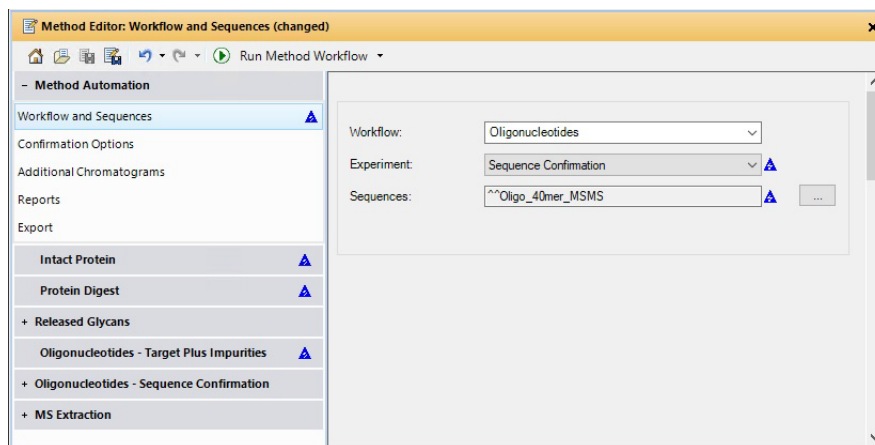 Method Editor: Workflow and Sequences (changed)
Run Method Workflow
− Method Automation
Workflow and Sequences
Confirmation Options
Additional Chromatograms
Reports
Export
Intact Protein
Protein Digest
+ Released Glycans
Oligonucleotides - Target Plus Impurities
+ Oligonucleotides - Sequence Confirmation
+ MS Extraction
Workflow: Oligonucleotides
Experiment: Sequence Confirmation
Sequences: ^^Oligo_40mer_MSMS ...